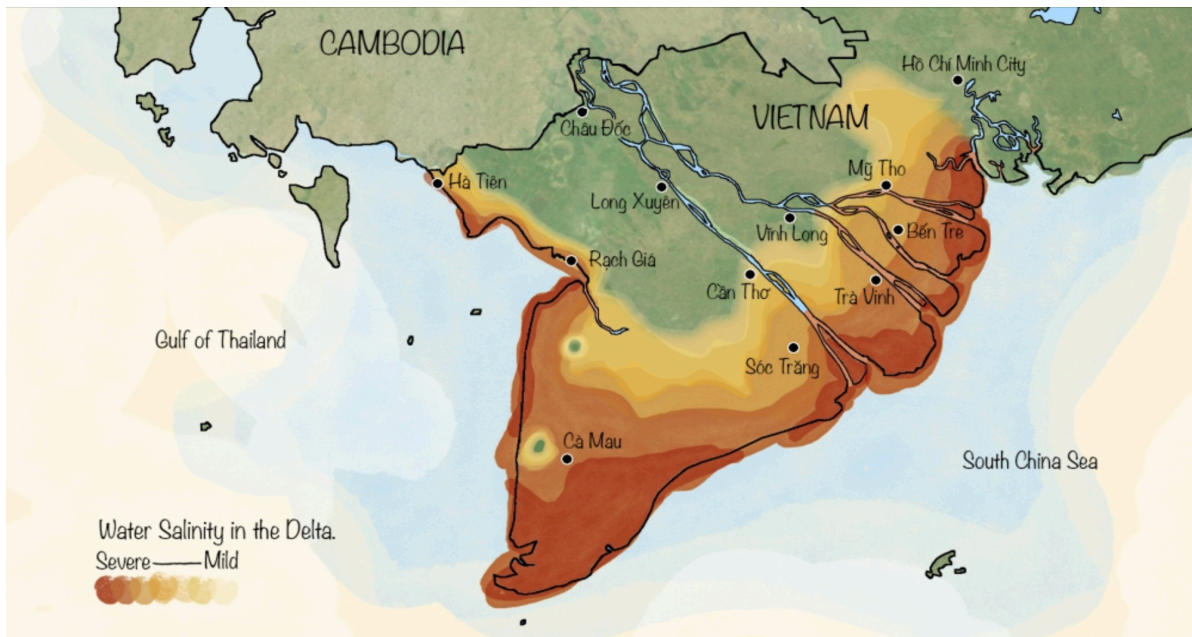 CAMBODIA
Hồ Chí Minh City
VIETNAM
Châu Đốc
Mỹ Tho
Hà Tiên
Long Xuyên
Bến Tre
Vĩnh Long
Rạch Giá
Cần Thơ
Trà Vinh
Gulf of Thailand
Sóc Trăng
Cà Mau
South China Sea
Water Salinity in the Delta.
Severe Mild